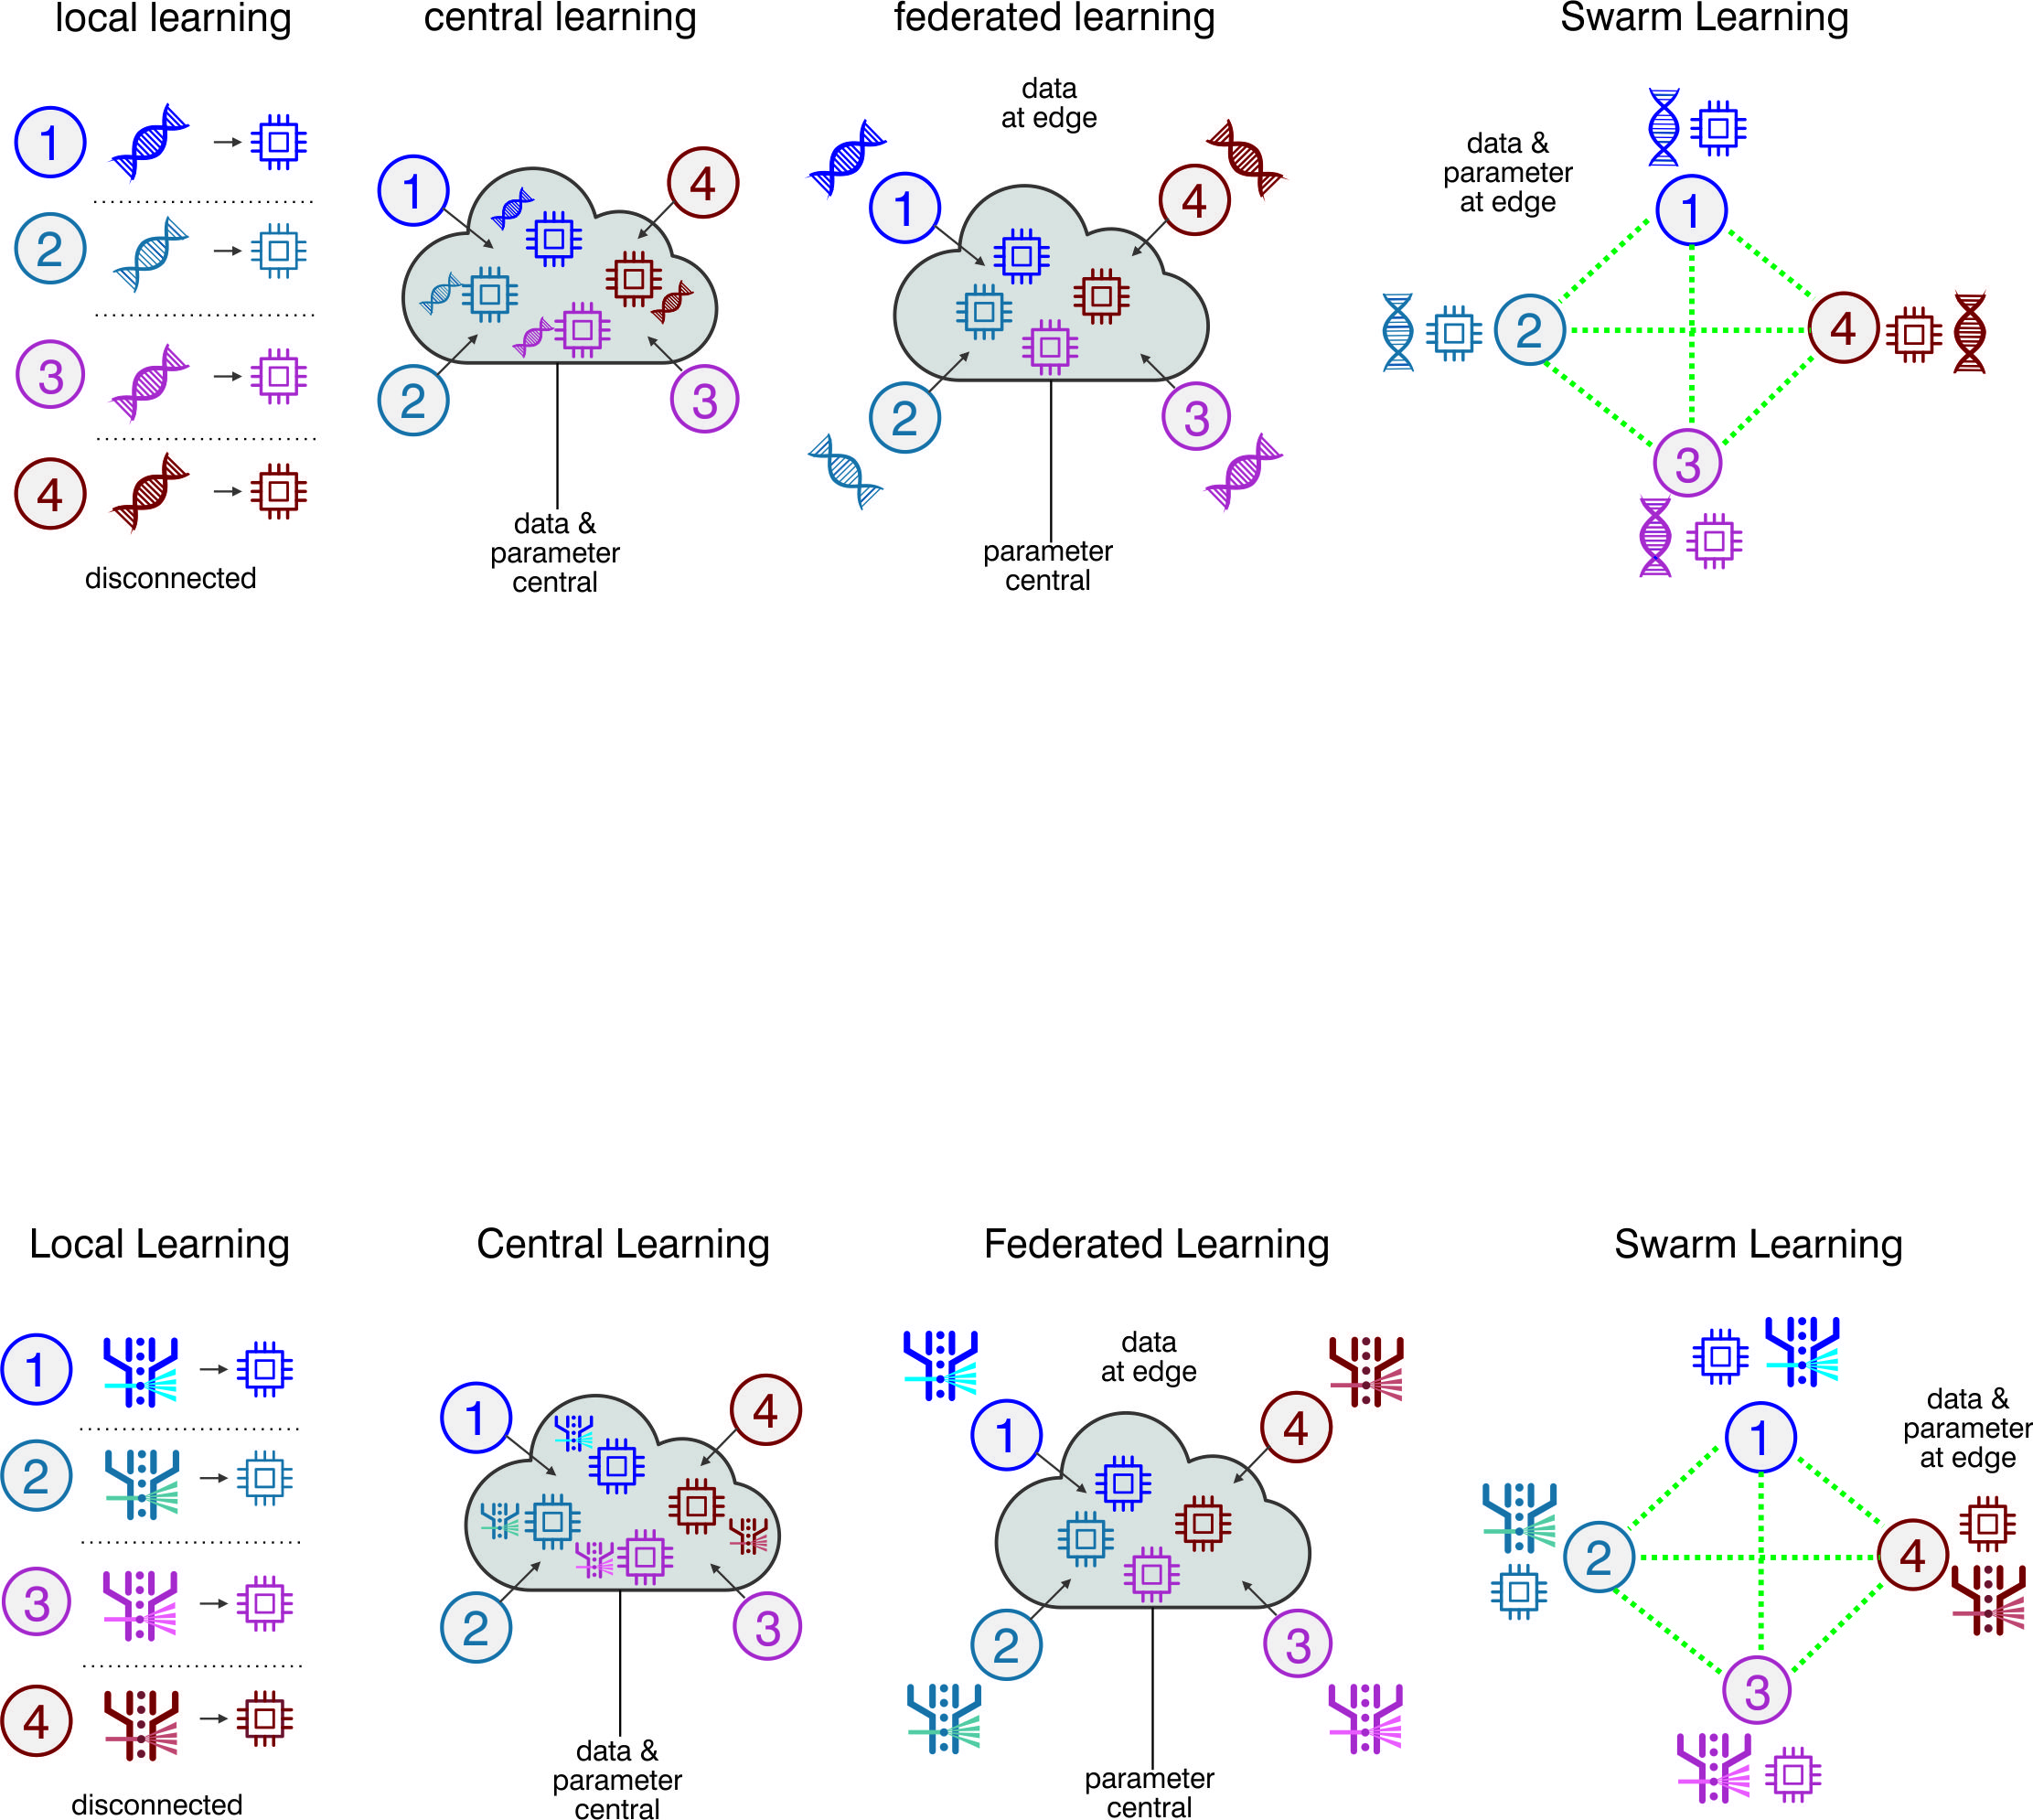 local learning
central learning
federated learning
Swarm Learning
1
2
3
4
disconnected
1
4
2
3
data &
parameter
central
data
at edge
1
4
2
3
parameter
central
data &
parameter
at edge
1
2
4
3
Local Learning
Central Learning
Federated Learning
Swarm Learning
1
2
3
4
disconnected
1
4
2
3
data &
parameter
central
data
at edge
1
4
2
3
parameter
central
data &
parameter
at edge
1
2
4
3